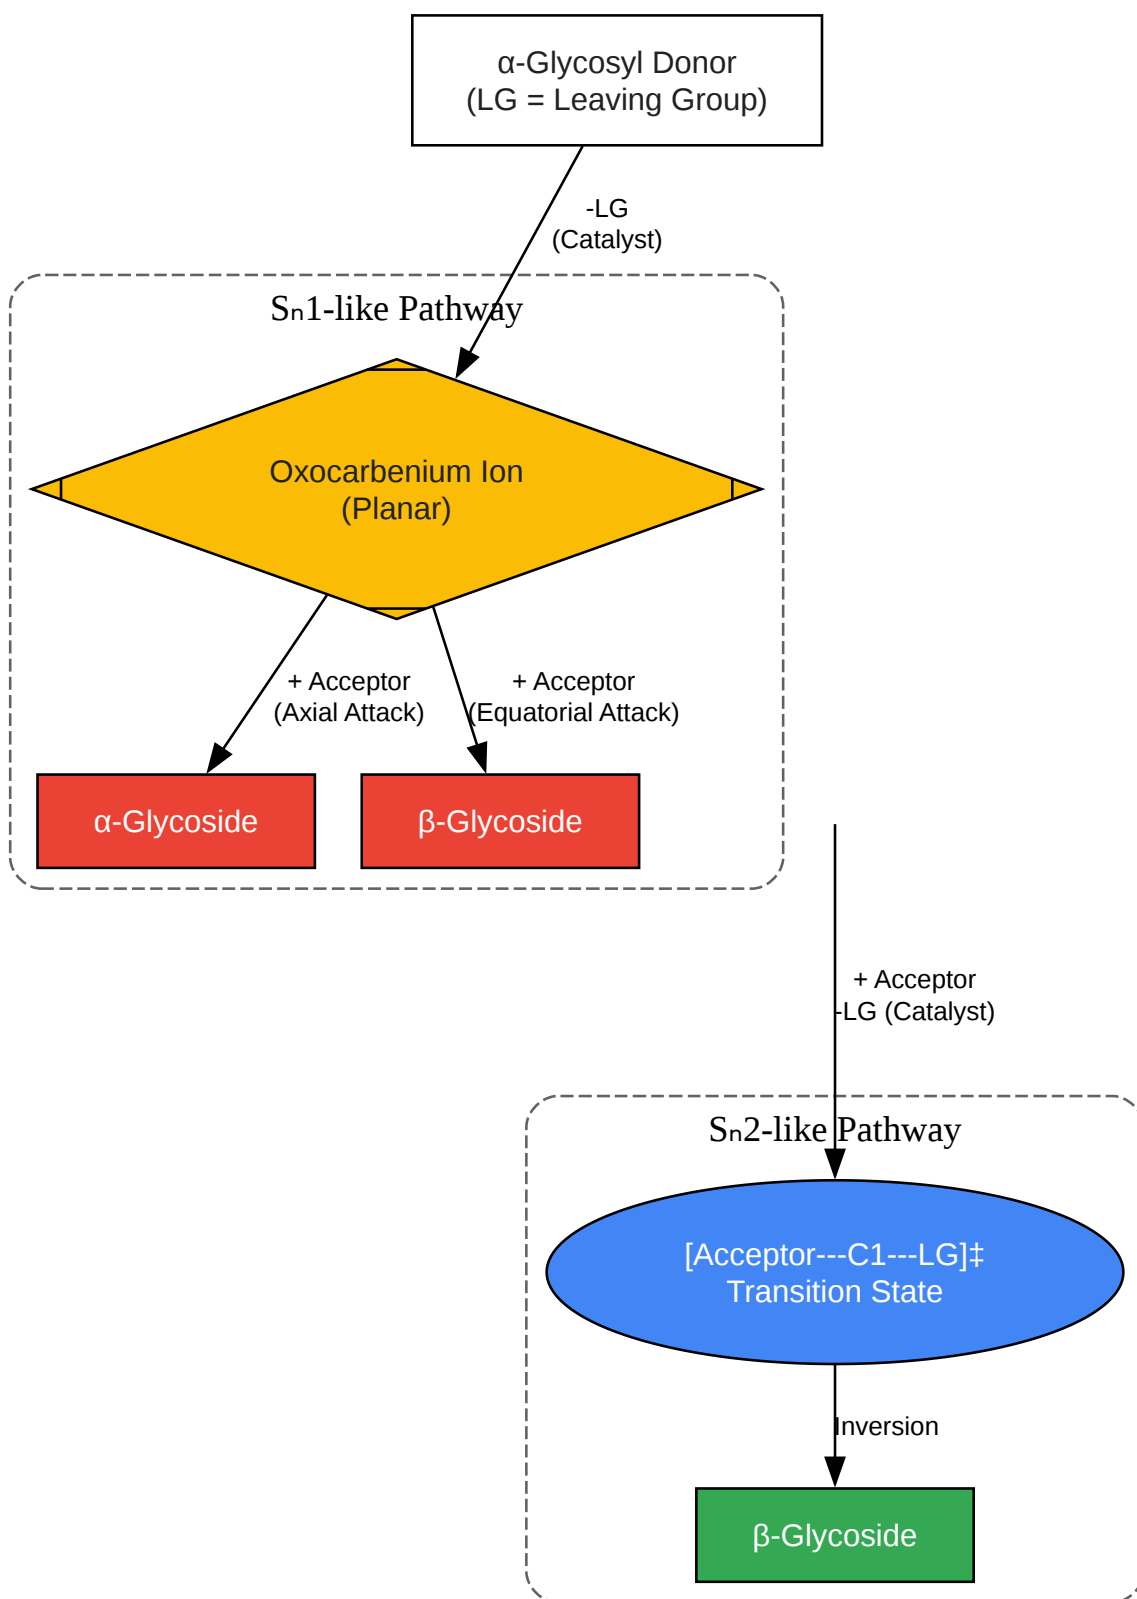 α-Glycosyl Donor
(LG = Leaving Group)
-LG
(Catalyst)
Sₙ1-like Pathway
Oxocarbenium Ion
(Planar)
+ Acceptor
(Axial Attack)
+ Acceptor
(Equatorial Attack)
α-Glycoside
β-Glycoside
+ Acceptor
-LG (Catalyst)
Sₙ2-like Pathway
[Acceptor---C1---LG]‡
Transition State
Inversion
β-Glycoside